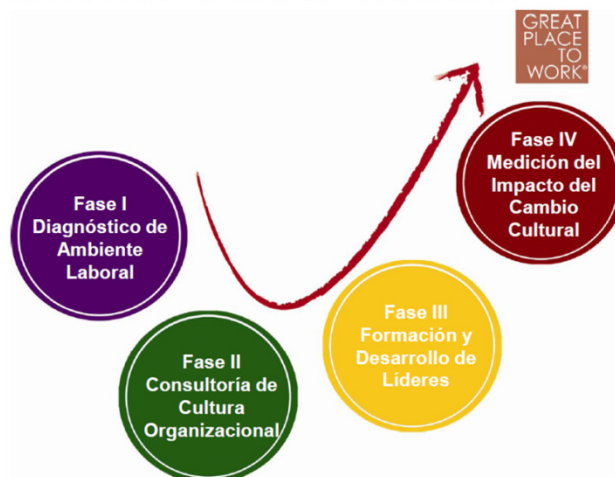 GREAT
PLACE
TO
WORK®
Fase I
Diagnóstico de
Ambiente
Laboral
Fase II
Consultoría de
Cultura
Organizacional
Fase III
Formación y
Desarrollo de
Líderes
Fase IV
Medición del
Impacto del
Cambio
Cultural